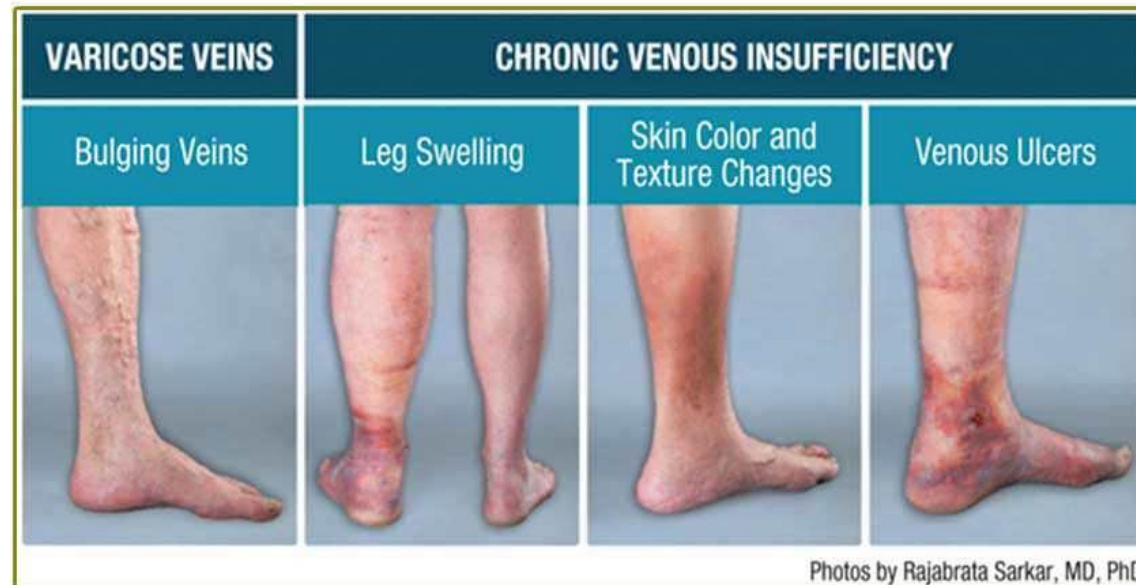 VARICOSE VEINS
CHRONIC VENOUS INSUFFICIENCY
Bulging Veins
Leg Swelling
Skin Color and
Texture Changes
Venous Ulcers
Photos by Rajabrata Sarkar, MD, PhD